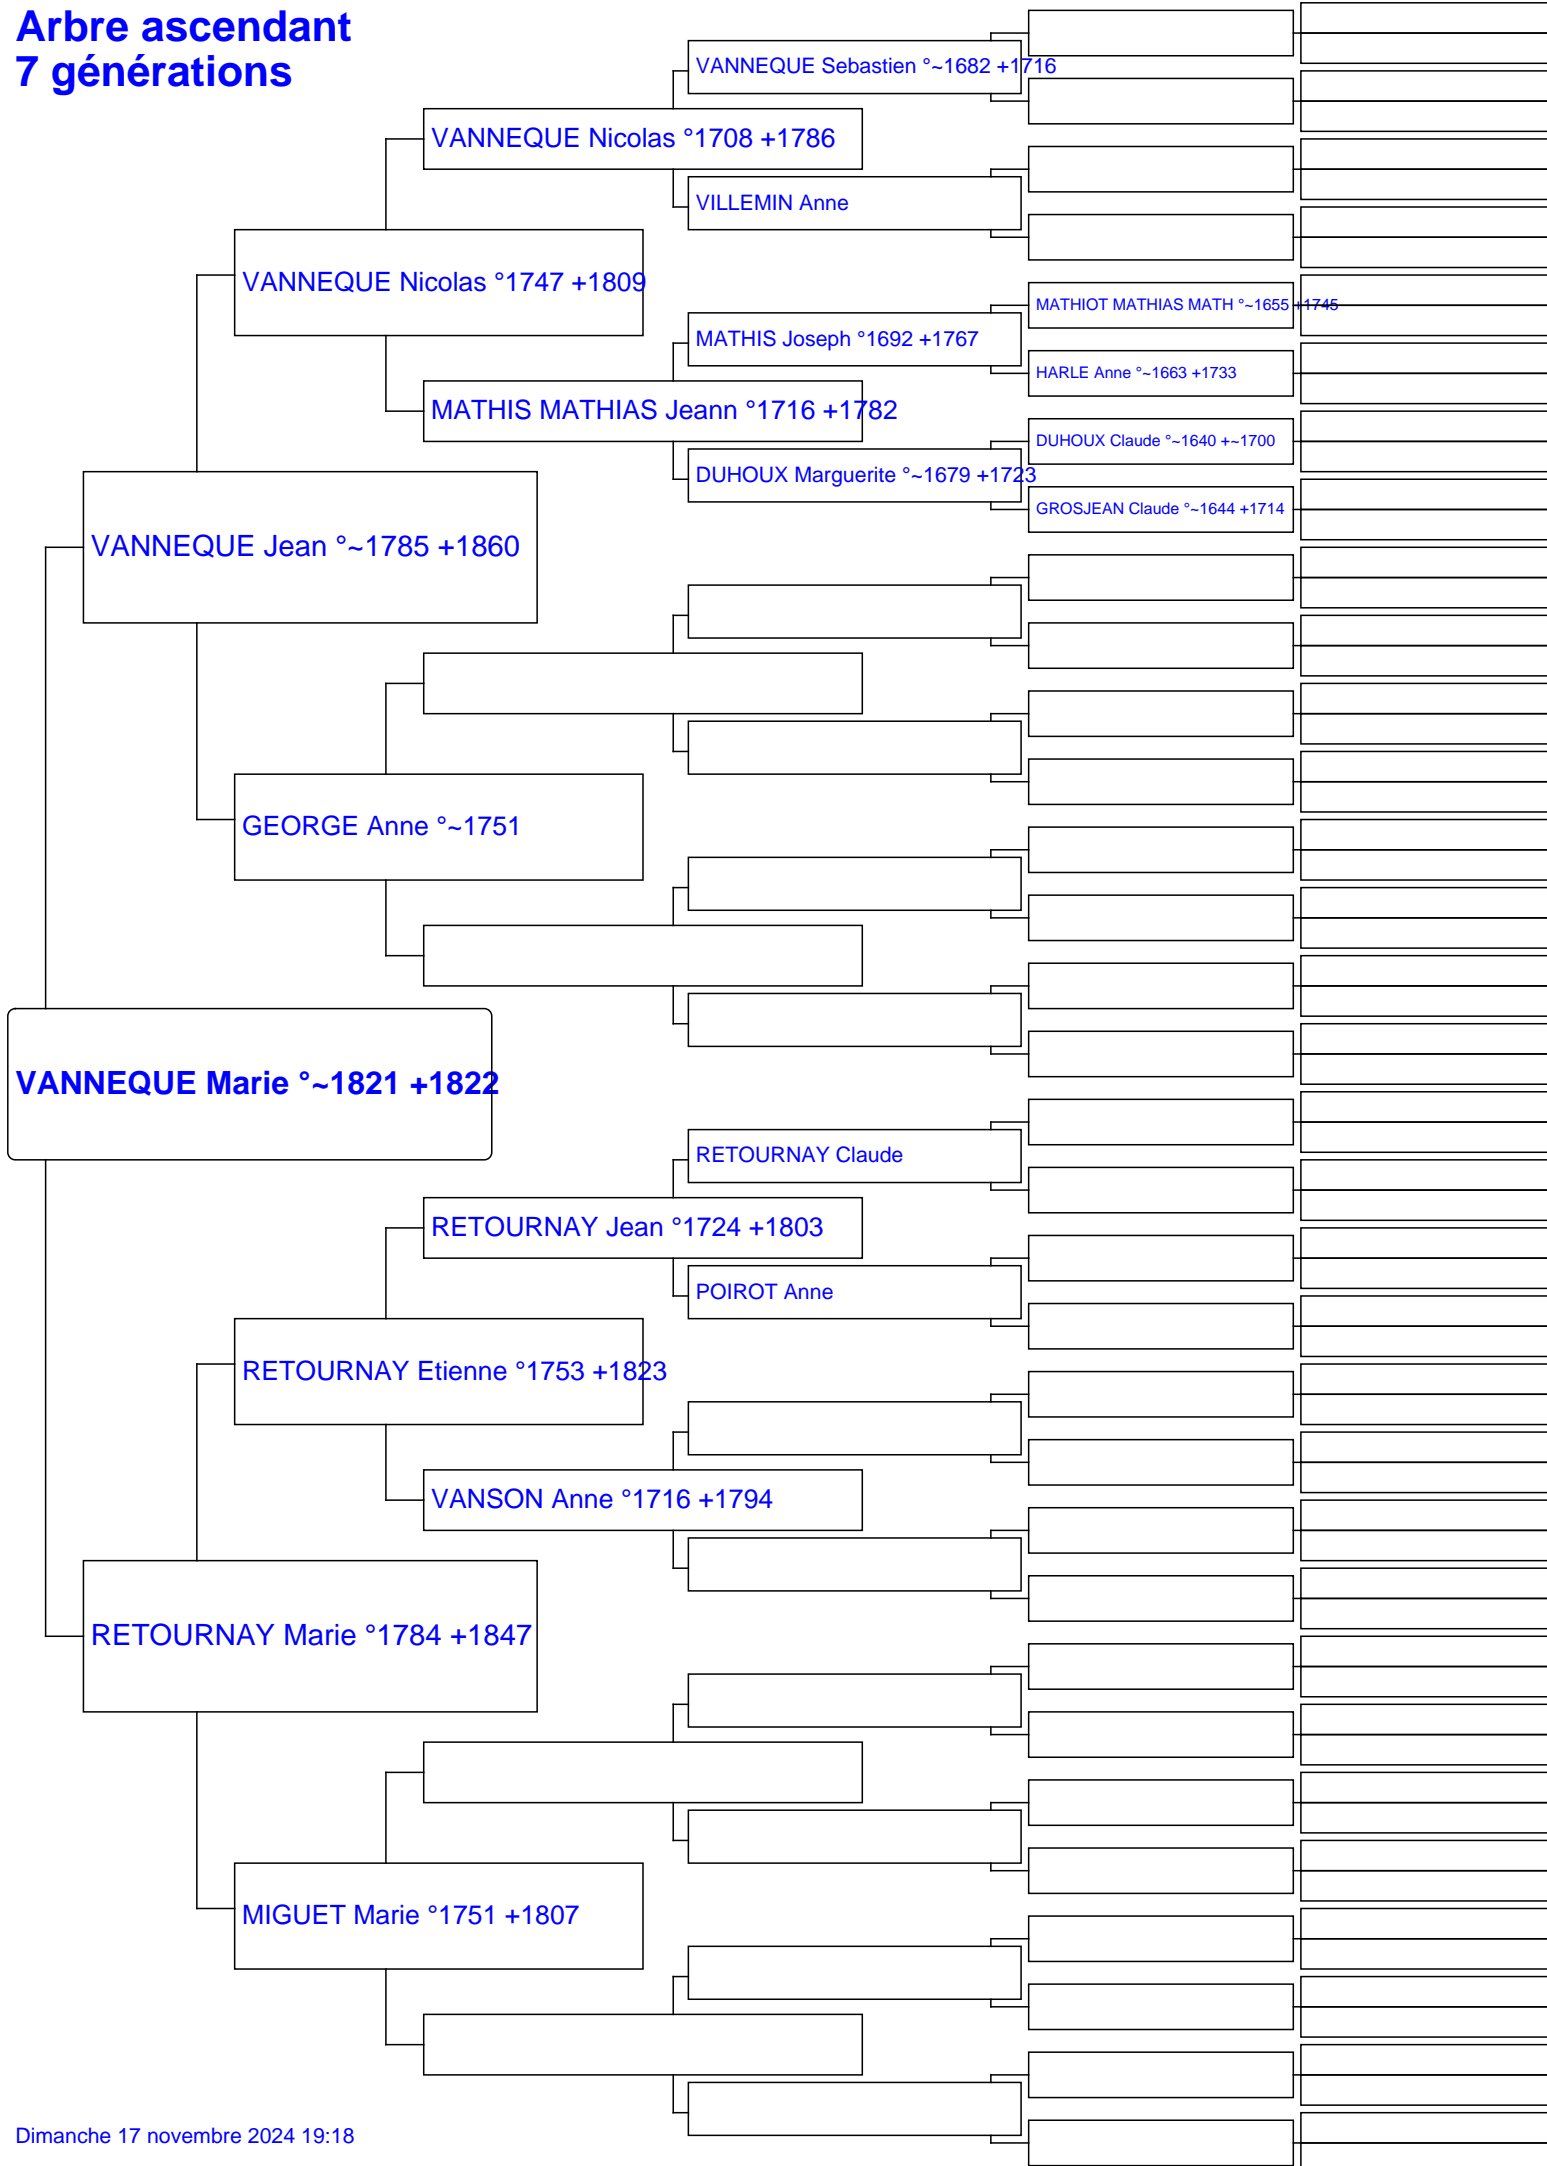 Arbre ascendant
7 générations
VANNEQUE Sebastien °~1682 +1716
VANNEQUE Nicolas °1708 +1786
VILLEMIN Anne
VANNEQUE Nicolas °1747 +1809
MATHIOT MATHIAS MATH °~1655 +1745
MATHIS Joseph °1692 +1767
HARLE Anne °~1663 +1733
MATHIS MATHIAS Jeann °1716 +1782
DUHOUX Claude °~1640 +~1700
DUHOUX Marguerite °~1679 +1723
GROSJEAN Claude °~1644 +1714
VANNEQUE Jean °~1785 +1860
GEORGE Anne °~1751
VANNEQUE Marie °~1821 +1822
RETOURNAY Claude
RETOURNAY Jean °1724 +1803
POIROT Anne
RETOURNAY Etienne °1753 +1823
VANSON Anne °1716 +1794
RETOURNAY Marie °1784 +1847
MIGUET Marie °1751 +1807
Dimanche 17 novembre 2024 19:18